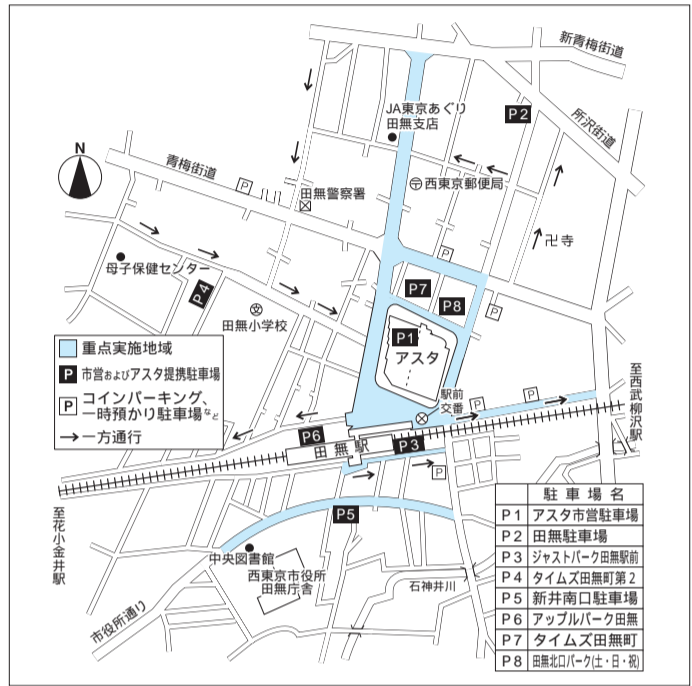 新青梅街道
所沢街道
JA東京あぐり
田無支店
P2
N
青梅街道
P
田無警察署
西東京郵便局
卍寺
母子保健センター
P4
P
P7
P8
P
田無小学校
P1
アスタ
重点実施地域
P 市営およびアスタ提携駐車場
P コインパーキング、
一時預かり駐車場など
→一方通行
駅前
交番
P
P
至西武柳沢駅
P6
田無駅
P3
P
至花小金井駅
P5
中央図書館
西東京市役所
田無庁舎
石神井川
市役所通り
駐車場名
P1 アスタ市営駐車場
P2 田無駐車場
P3 ジャストパーク田無駅前
P4 タイムズ田無町第2
P5 新井南口駐車場
P6 アップルパーク田無
P7 タイムズ田無町
P8 田無北口パーク(土・日・祝)